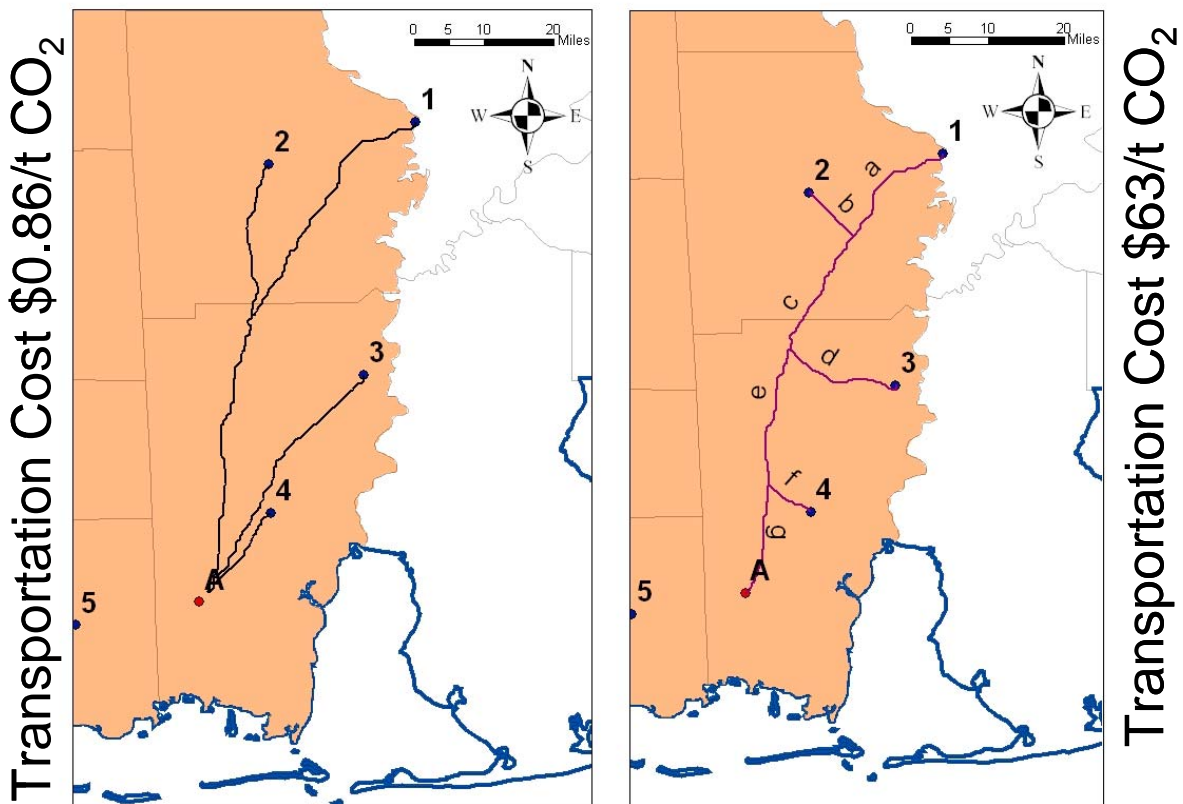 Transportation Cost $0.86/t CO₂
0 5 10 20 Miles
N
W E
S
1
2
3
4
A
5
0 5 10 20 Miles
N
W E
S
1
a
2
b
c
d
3
e
f
4
g
A
5
Transportation Cost $63/t CO₂